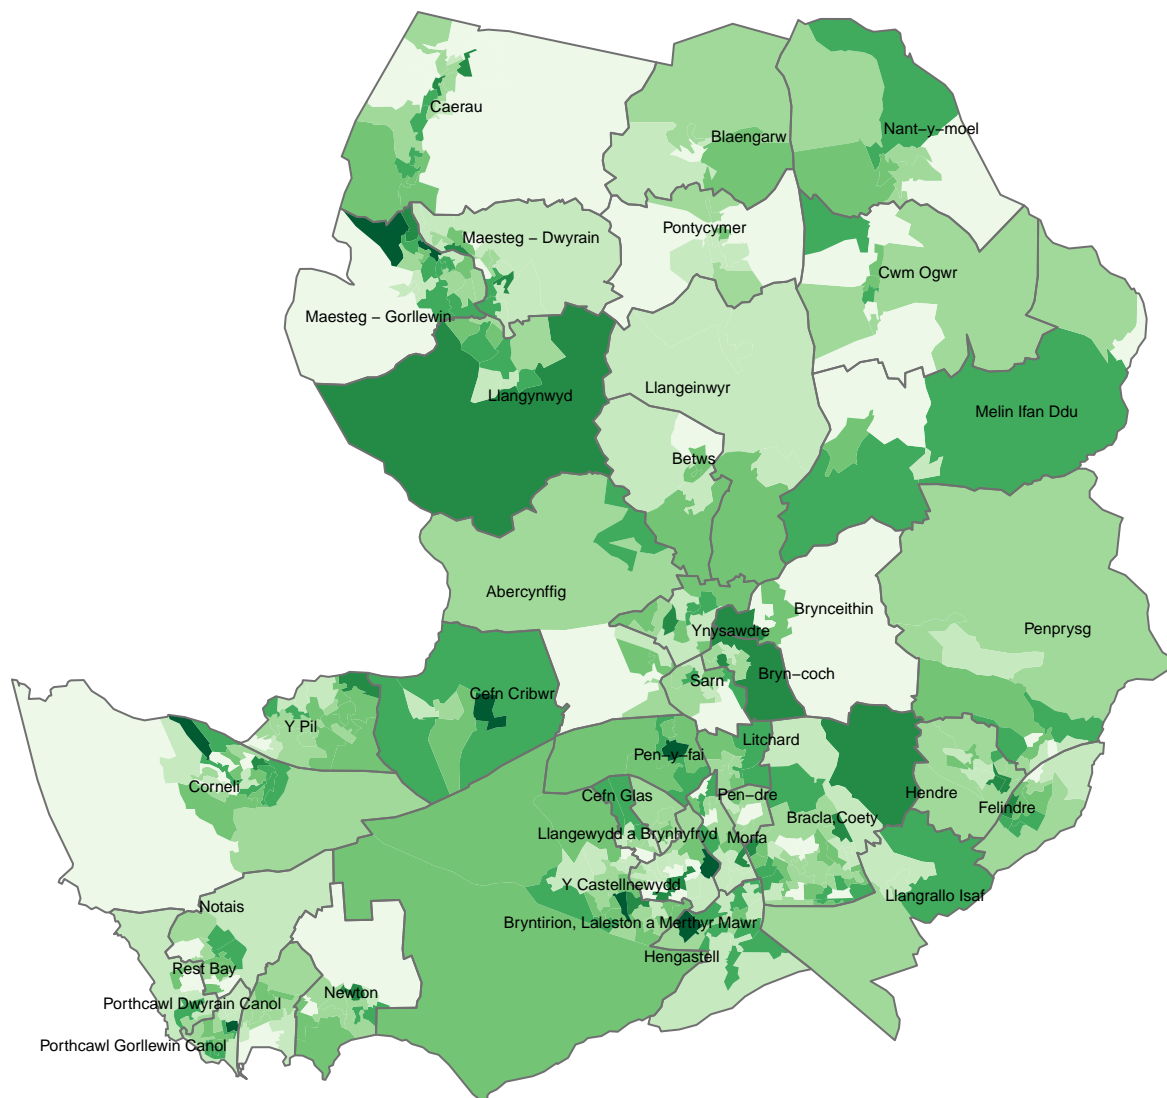 Caerau
Nant-y-moel
Blaengarw
Pontycymer
Maesteg - Dwyrain
Cwm Ogwr
Maesteg - Gorllewin
Llangeinwyr
Llangynwyd
Melin Ifan Ddu
Betws
Abercynffig
Brynceithin
Penprysg
Ynysawdre
Bryn-coch
Sarn
Cefn Cribwr
Y Pil
Litchard
Pen-y-fai
Corneli
Hendre
Pen-dre
Cefn Glas
Felindre
Bracla,Coety
Llangewydd a Brynhyfryd
Morfa
Y Castellnewydd
Llangrallo Isaf
Notais
Bryntirion, Laleston a Merthyr Mawr
Hengastell
Rest Bay
Newton
Porthcawl Dwyrain Canol
Porthcawl Gorllewin Canol